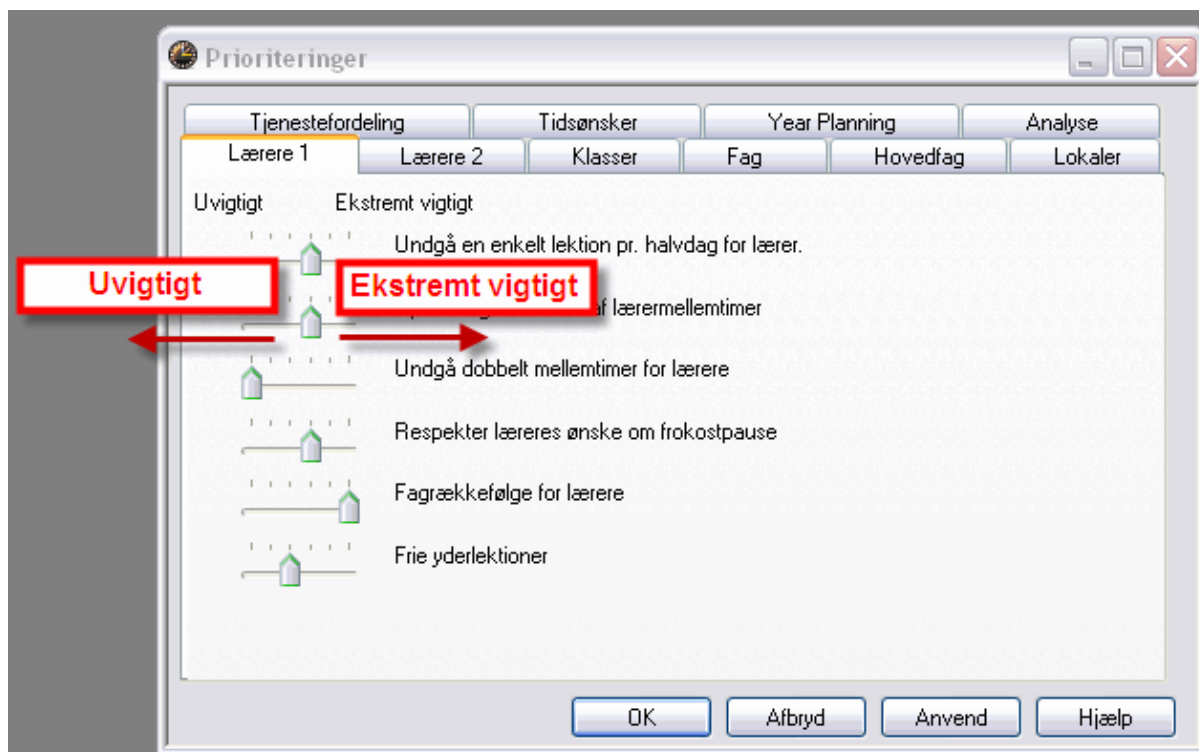 Prioriteringer
Tjenestefordeling Tidsønsker Year Planning Analyse
Lærere 1 Lærere 2 Klasser Fag Hovedfag Lokaler
Uvigtigt Ekstremt vigtigt
Undgå en enkelt lektion pr. halvdag for lærer.
Uvigtigt Ekstremt vigtigt
af lærermellemtimer
Undgå dobbelt mellemtimer for lærere
Respekter læreres ønske om frokostpause
Fagrækkefølge for lærere
Frie yderlektioner
OK Afbryd Anvend Hjælp